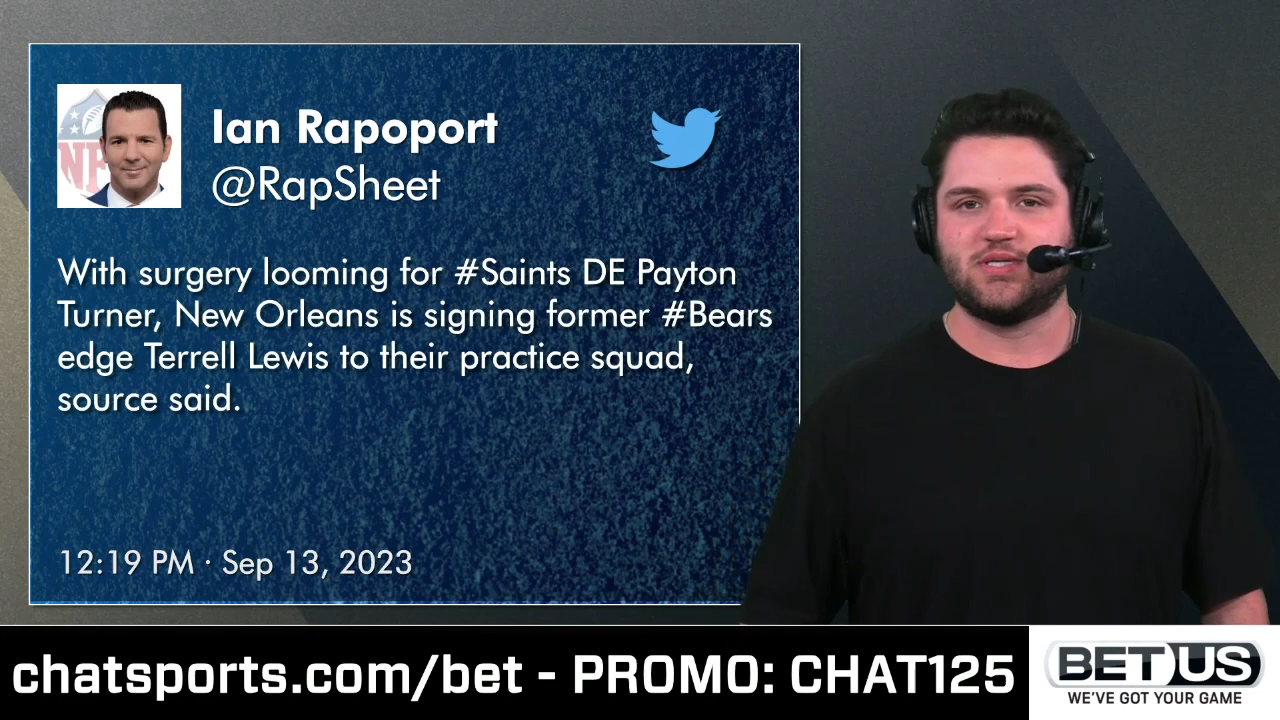 Ian Rapoport
@RapSheet
With surgery looming for #Saints DE Payton
Turner, New Orleans is signing former #Bears
edge Terrell Lewis to their practice squad,
source said.
12:19 PM · Sep 13, 2023
chatsports.com/bet - PROMO: CHAT125
BET US
WE'VE GOT YOUR GAME